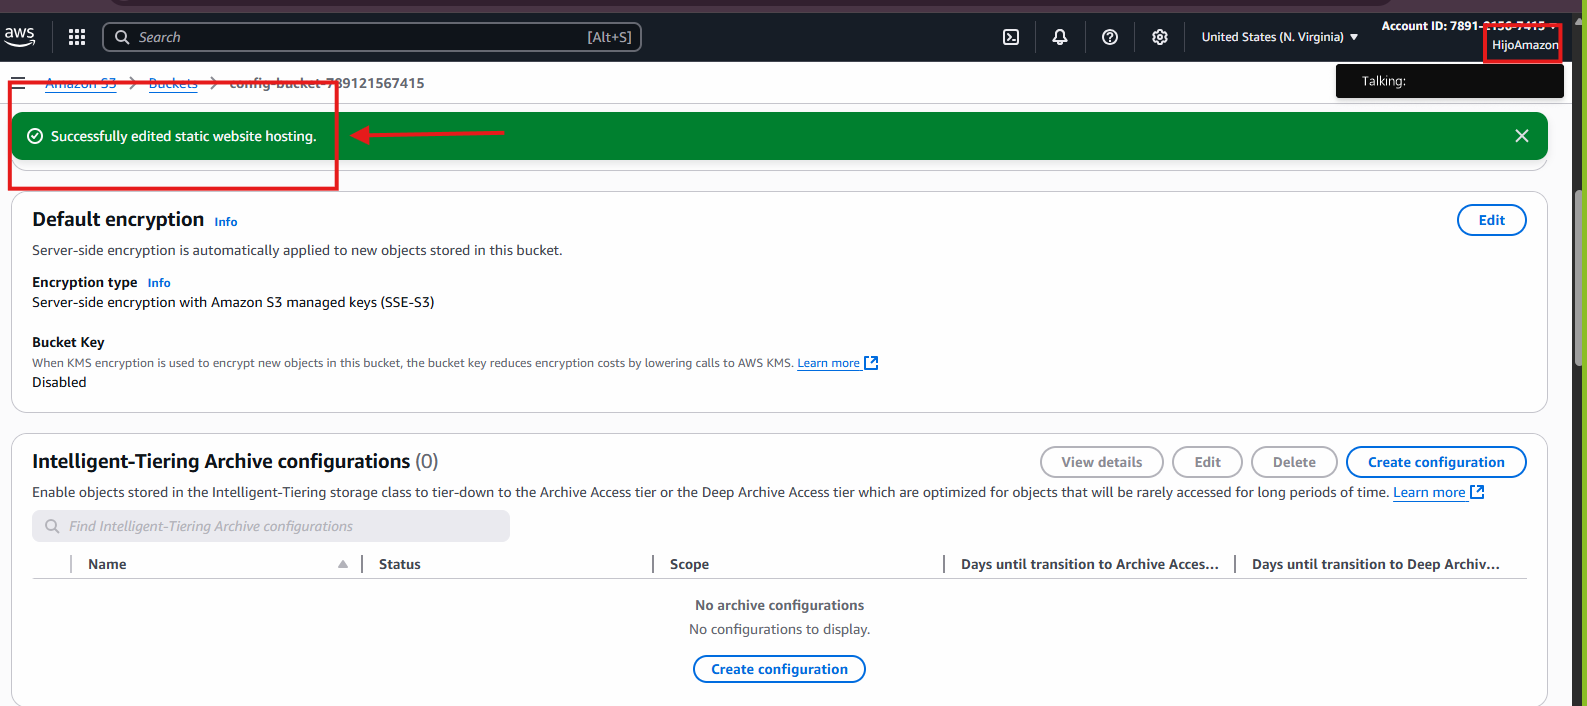 aws
Search
[Alt+S]
United States (N. Virginia)
Account ID: 7891-2156-7415
HijoAmazon
Amazon S3
Buckets
config-bucket-789121567415
Talking:
Successfully edited static website hosting.
Default encryption Info
Edit
Server-side encryption is automatically applied to new objects stored in this bucket.
Encryption type Info
Server-side encryption with Amazon S3 managed keys (SSE-S3)
Bucket Key
When KMS encryption is used to encrypt new objects in this bucket, the bucket key reduces encryption costs by lowering calls to AWS KMS. Learn more
Disabled
Intelligent-Tiering Archive configurations (0)
View details
Edit
Delete
Create configuration
Enable objects stored in the Intelligent-Tiering storage class to tier-down to the Archive Access tier or the Deep Archive Access tier which are optimized for objects that will be rarely accessed for long periods of time. Learn more
Find Intelligent-Tiering Archive configurations
Name
Status
Scope
Days until transition to Archive Acces...
Days until transition to Deep Archiv...
No archive configurations
No configurations to display.
Create configuration